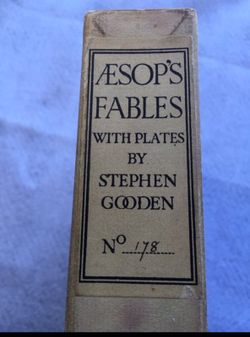 ÆSOP'S
FABLES
WITH PLATES
BY
STEPHEN
GOODEN
Nº 178